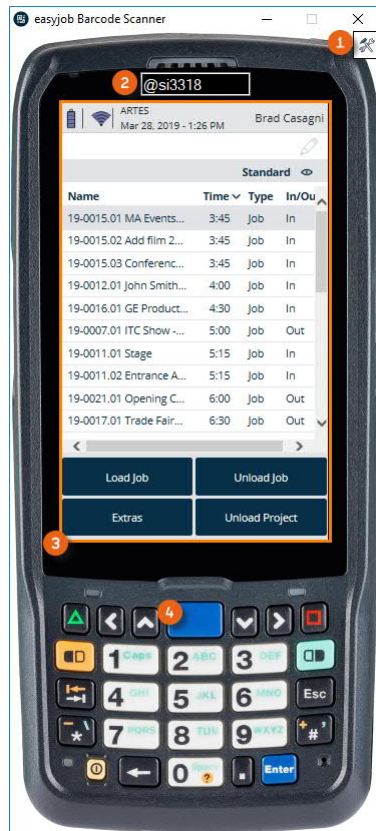 easyjob Barcode Scanner
1
2 @si3318
ARTES
Mar 28, 2019 - 1:26 PM Brad Casagni
Standard
Name Time Type In/Ou
19-0015.01 MA Events... 3:45 Job In
19-0015.02 Add film 2... 3:45 Job In
19-0015.03 Conferenc... 3:45 Job In
19-0012.01 John Smith... 4:00 Job In
19-0016.01 GE Product... 4:30 Job In
19-0007.01 ITC Show -... 5:00 Job Out
19-0011.01 Stage 5:15 Job In
19-0011.02 Entrance A... 5:15 Job In
19-0021.01 Opening C... 6:00 Job Out
19-0017.01 Trade Fair... 6:30 Job Out
Load Job Unload Job
Extras Unload Project
3
4
1 Caps 2 ABC 3 DEF
4 GHI 5 JKL 6 MNO Esc
* 7 PQRS 8 TUV 9 WXYZ + # '
0 Space ? . Enter